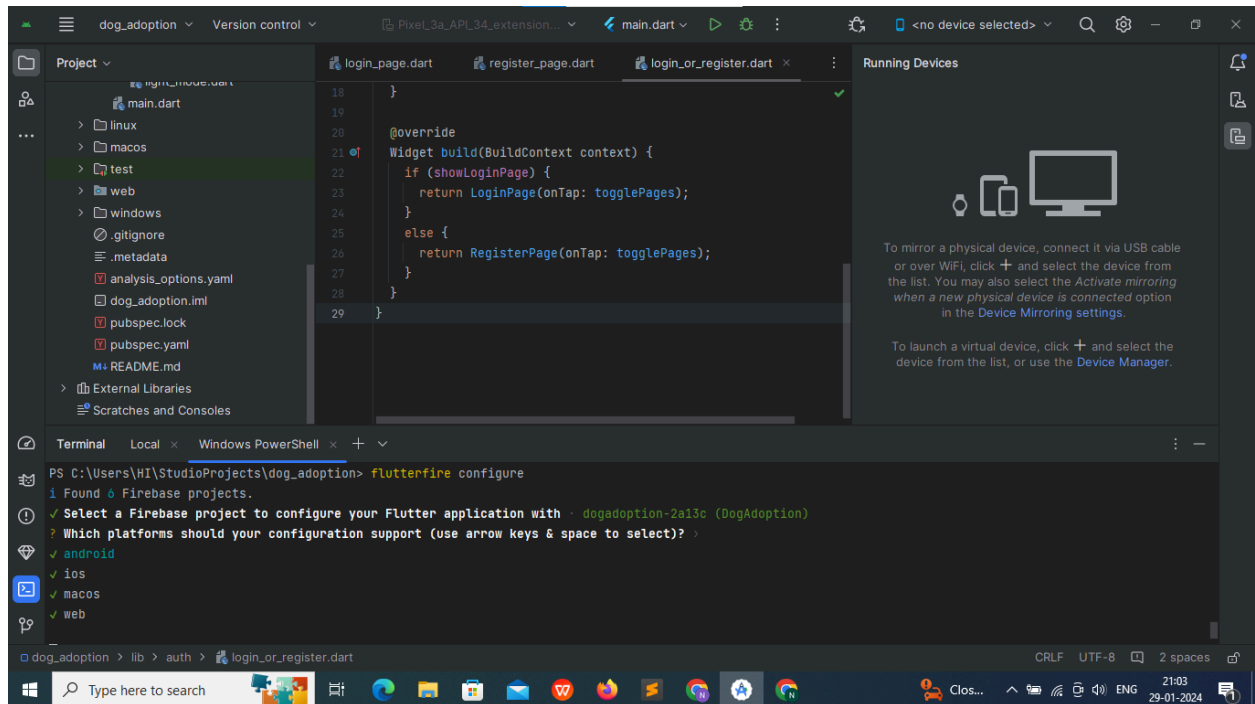 dog_adoption
Version control
Pixel_3a_API_34_extension...
main.dart
<no device selected>
Project
login_page.dart
register_page.dart
login_or_register.dart
Running Devices
light_mode.dart
main.dart
linux
macos
test
web
windows
.gitignore
.metadata
analysis_options.yaml
dog_adoption.iml
pubspec.lock
pubspec.yaml
M↓ README.md
External Libraries
Scratches and Consoles
18 }
19
20 @override
21 Widget build(BuildContext context) {
22 if (showLoginPage) {
23 return LoginPage(onTap: togglePages);
24 }
25 else {
26 return RegisterPage(onTap: togglePages);
27 }
28 }
29 }
To mirror a physical device, connect it via USB cable
or over WiFi, click + and select the device from
the list. You may also select the Activate mirroring
when a new physical device is connected option
in the Device Mirroring settings.
To launch a virtual device, click + and select the
device from the list, or use the Device Manager.
Terminal
Local
Windows PowerShell
PS C:\Users\HI\StudioProjects\dog_adoption> flutterfire configure
i Found 6 Firebase projects.
✓ Select a Firebase project to configure your Flutter application with · dogadoption-2a13c (DogAdoption)
? Which platforms should your configuration support (use arrow keys & space to select)? ›
✓ android
✓ ios
✓ macos
✓ web
dog_adoption > lib > auth > login_or_register.dart
CRLF UTF-8 2 spaces
Type here to search
Clos...
ENG
21:03
29-01-2024